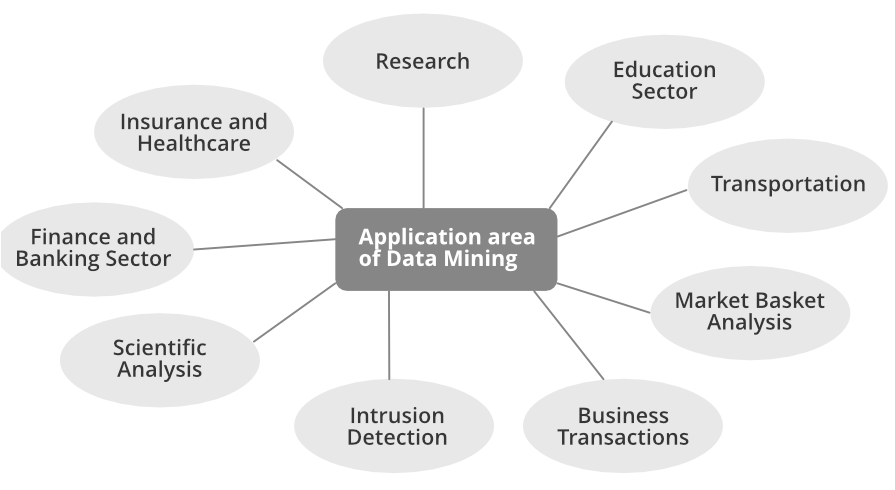 Research
Education
Sector
Insurance and
Healthcare
Transportation
Finance and
Banking Sector
Application area
of Data Mining
Market Basket
Analysis
Scientific
Analysis
Intrusion
Detection
Business
Transactions